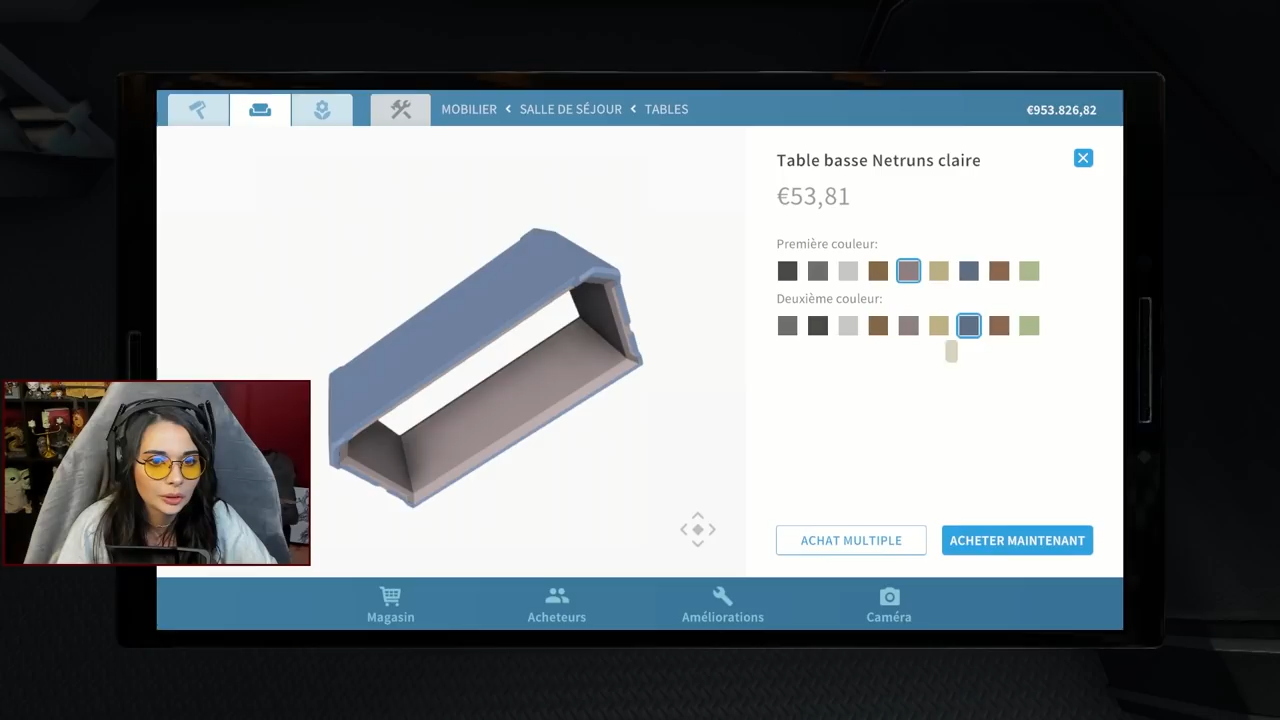 MOBILIER < SALLE DE SÉJOUR < TABLES
€953.826,82
Table basse Netruns claire
€53,81
Première couleur:
Deuxième couleur:
ACHAT MULTIPLE
ACHETER MAINTENANT
Magasin
Acheteurs
Améliorations
Caméra